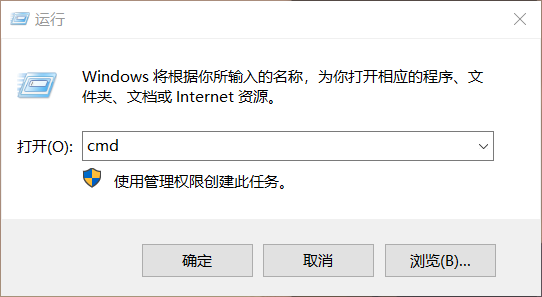 运行
Windows 将根据你所输入的名称，为你打开相应的程序、文
件夹、文档或 Internet 资源。
打开(O): cmd
使用管理权限创建此任务。
确定 取消 浏览(B)...